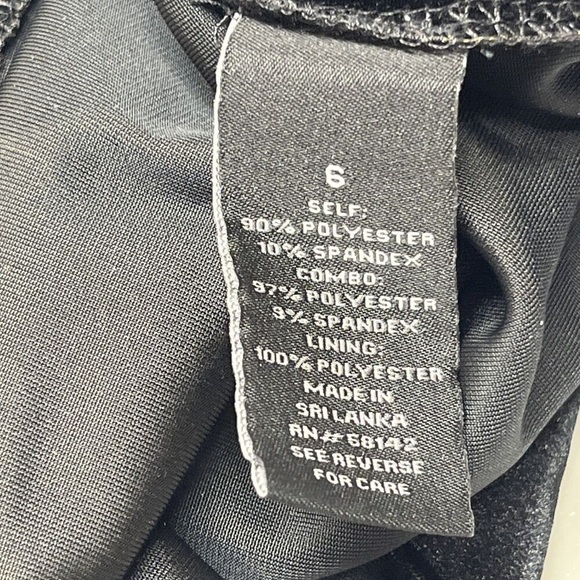 6
SELF:
90% POLYESTER
10% SPANDEX
COMBO:
97% POLYESTER
9% SPANDEX
LINING:
100% POLYESTER
MADE IN
SRI LANKA
RN# 68142
SEE REVERSE
FOR CARE